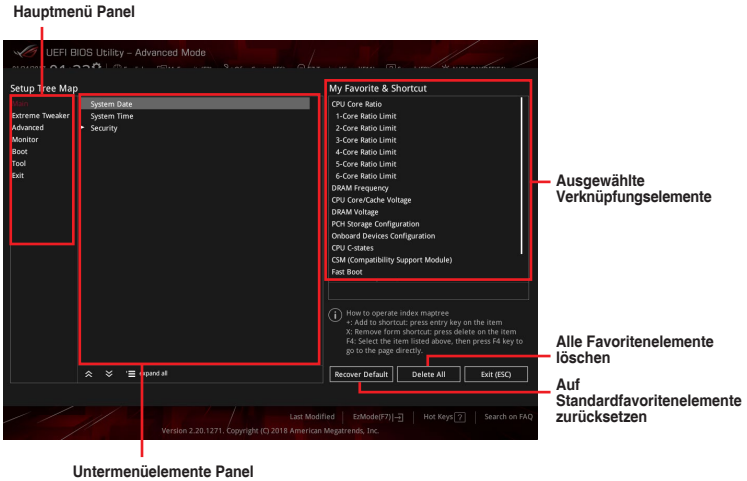 Hauptmenü Panel
UEFI BIOS Utility – Advanced Mode
Setup Tree Map
My Favorite & Shortcut
Main
Extreme Tweaker
Advanced
Monitor
Boot
Tool
Exit
System Date
System Time
Security
CPU Core Ratio
1-Core Ratio Limit
2-Core Ratio Limit
3-Core Ratio Limit
4-Core Ratio Limit
5-Core Ratio Limit
6-Core Ratio Limit
DRAM Frequency
CPU Core/Cache Voltage
DRAM Voltage
PCH Storage Configuration
Onboard Devices Configuration
CPU C-states
CSM (Compatibility Support Module)
Fast Boot
Ausgewählte
Verknüpfungselemente
How to operate index maptree
+: Add to shortcut: press entry key on the item
X: Remove form shortcut: press delete on the item
F4: Select the item listed above, then press F4 key to
go to the page directly.
expand all
Recover Default
Delete All
Exit (ESC)
Alle Favoritenelemente
löschen
Auf
Standardfavoritenelemente
zurücksetzen
Last Modified
EzMode(F7)
Hot Keys ?
Search on FAQ
Version 2.20.1271. Copyright (C) 2018 American Megatrends, Inc.
Untermenüelemente Panel